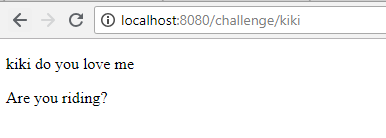 localhost:8080/challenge/kiki
kiki do you love me
Are you riding?